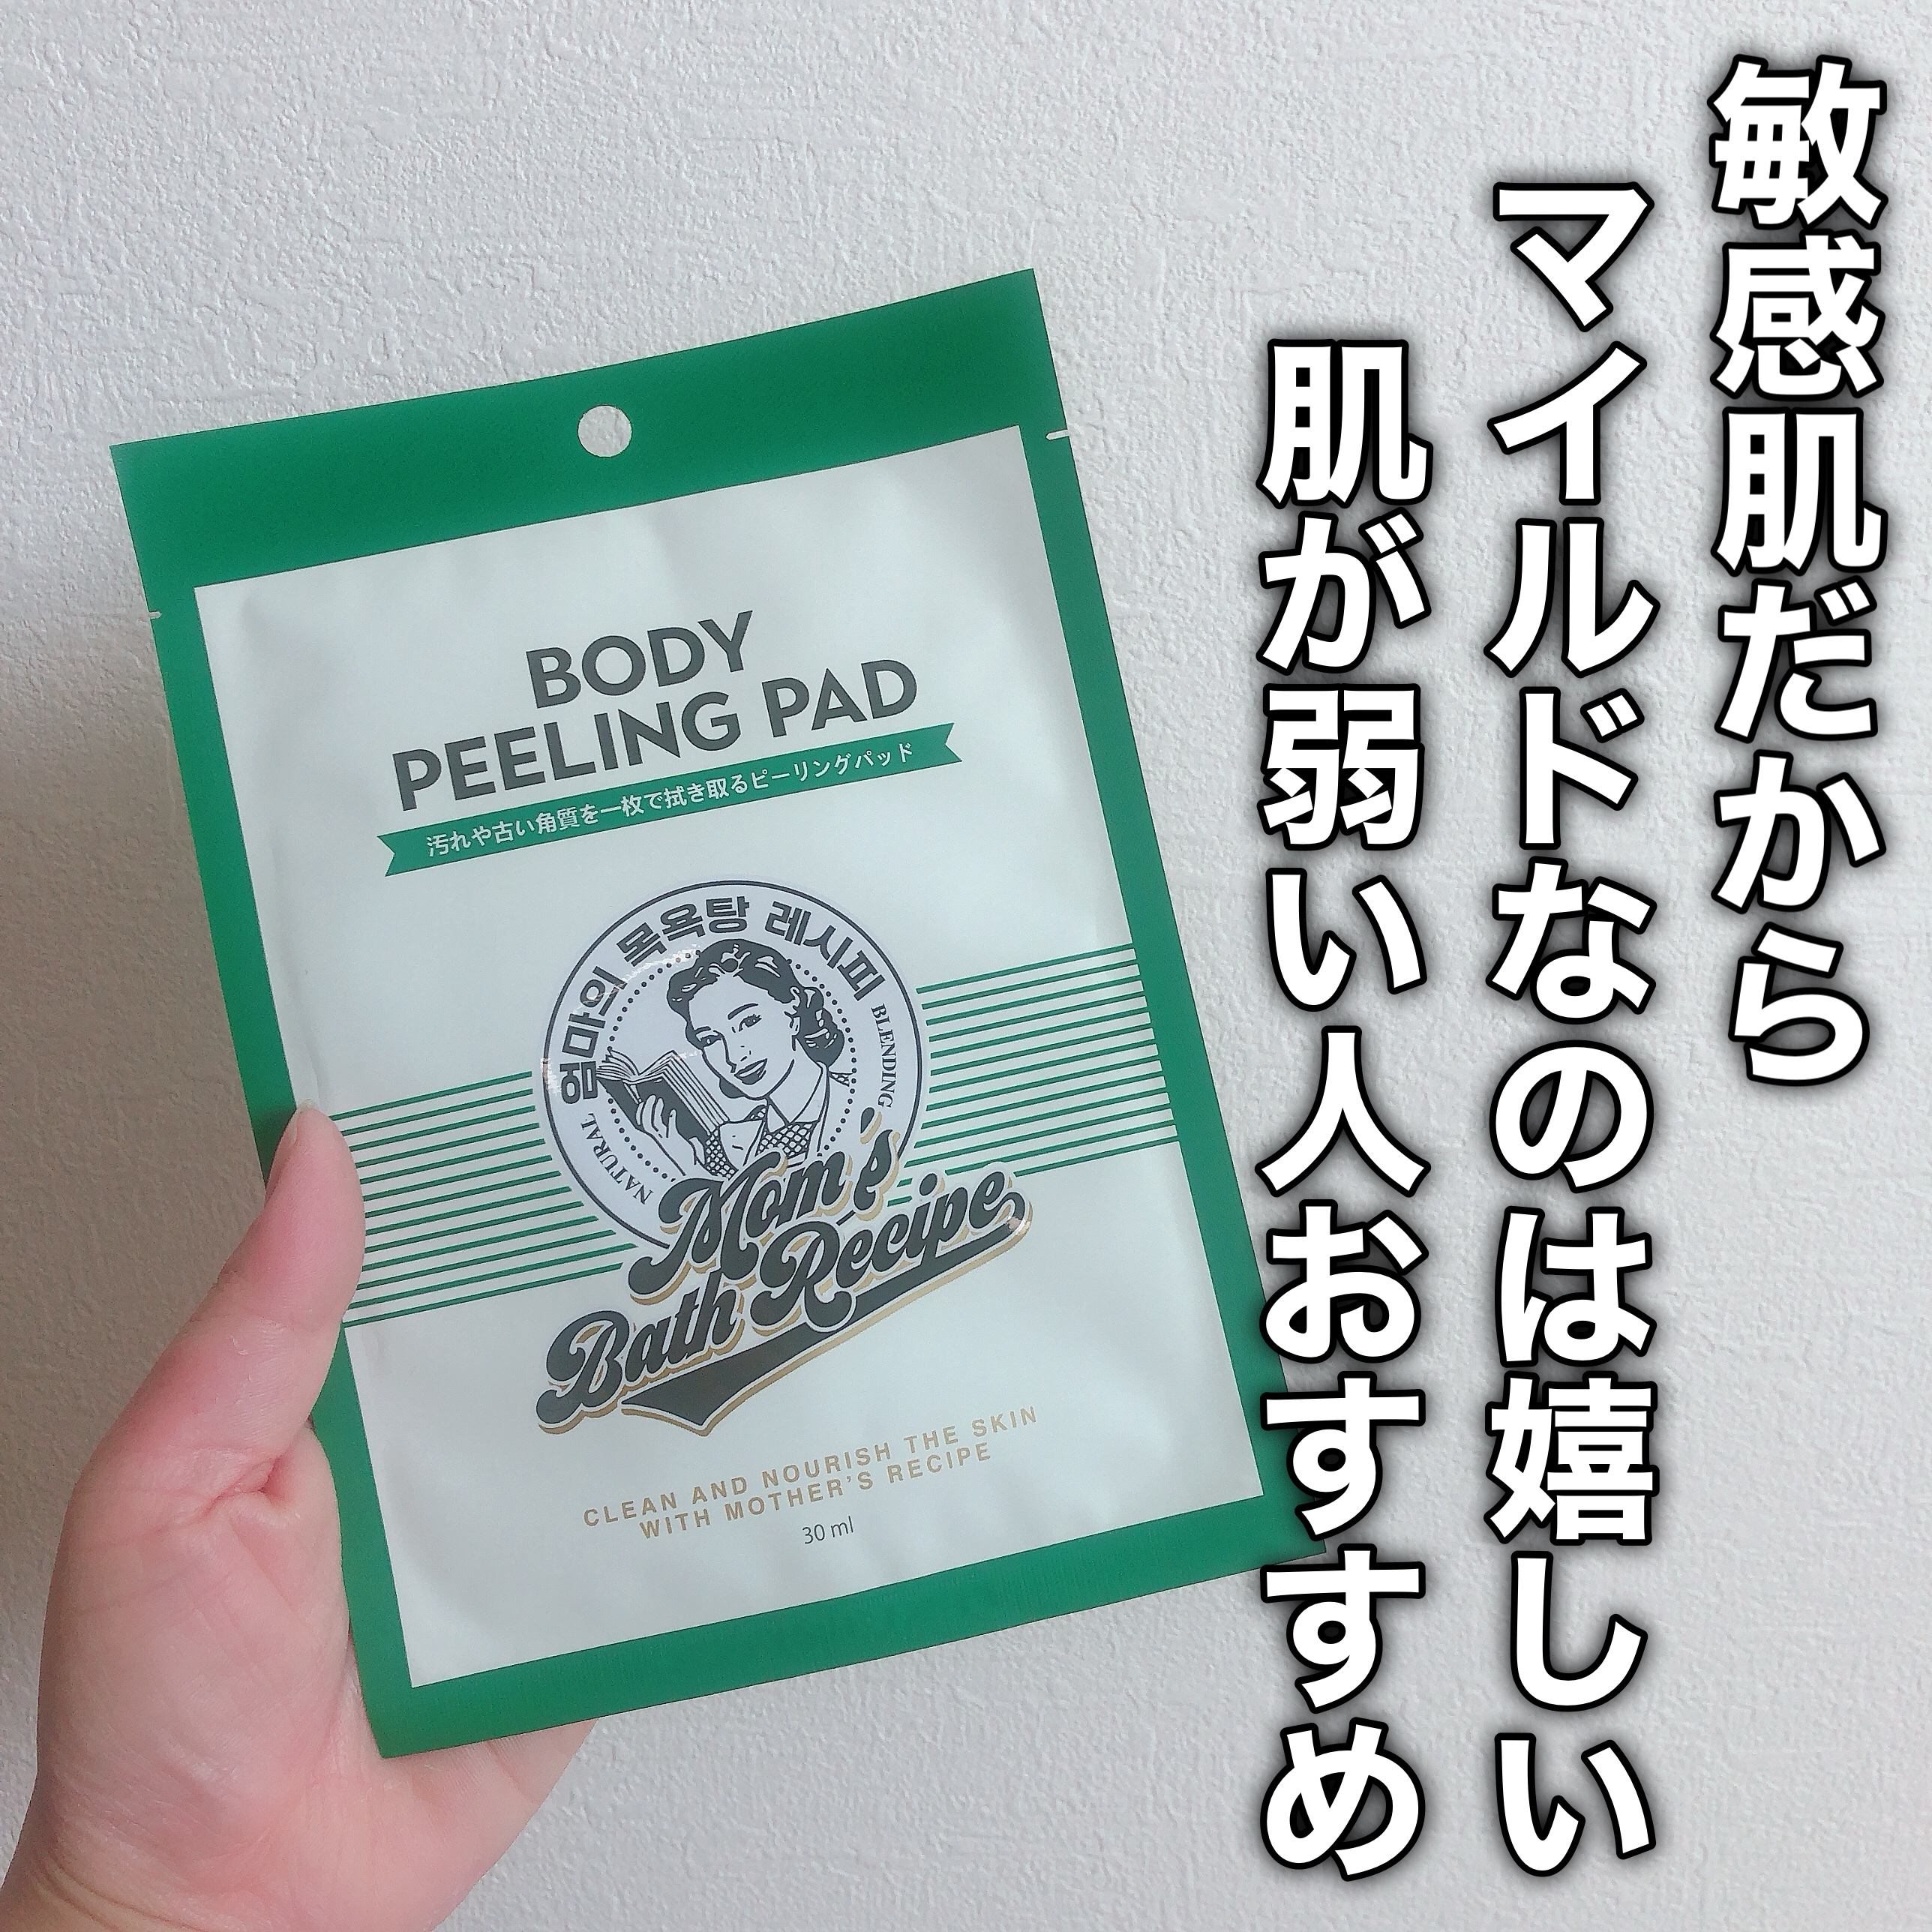 敏感肌だから
マイルドなのは嬉しい
肌が弱い人おすすめ
BODY
PEELING PAD
汚れや古い角質を一枚で拭き取るピーリングパッド
엄마의 목욕탕 레시피
NATURAL
BLENDING
Mom's
Bath Recipe
CLEAN AND NOURISH THE SKIN
WITH MOTHER'S RECIPE
30 ml